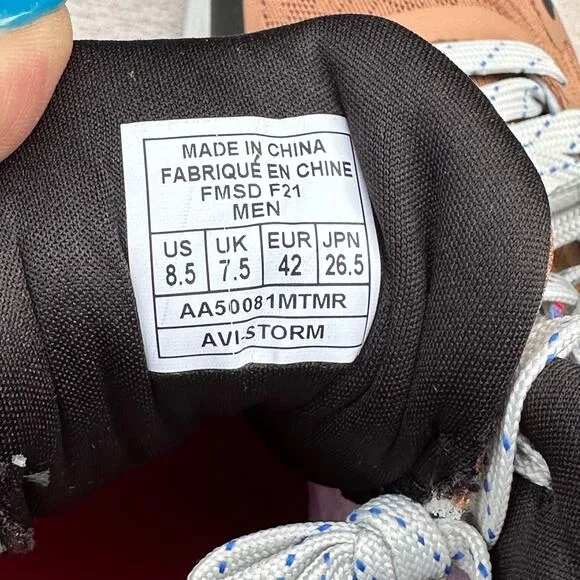 MADE IN CHINA
FABRIQUÉ EN CHINE
FMSD F21
MEN
US UK EUR JPN
8.5 7.5 42 26.5
AA50081MTMR
AVI-STORM